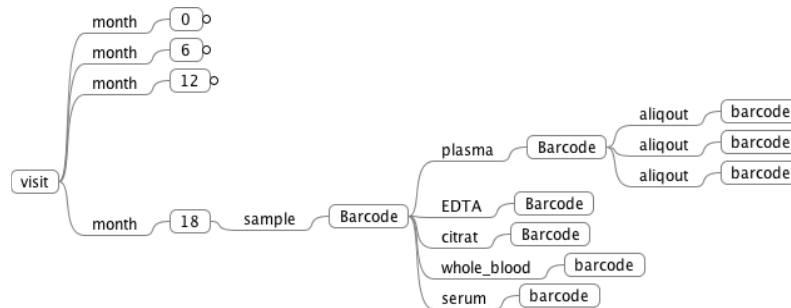 month 0
month 6
month 12
aliqout barcode
plasma Barcode aliqout barcode
aliqout barcode
visit
EDTA Barcode
month 18 sample Barcode
citrat Barcode
whole_blood barcode
serum barcode